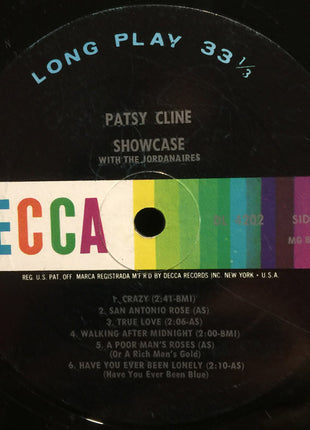 LONG PLAY 33 1/3
PATSY CLINE
SHOWCASE
WITH THE JORDANAIRES
ECCA
SID
REG. U.S. PAT. OFF. MARCA REGISTRADA M'F'R'D BY DECCA RECORDS INC. NEW YORK • U.S.A.
1. CRAZY (2:41-BMI)
2. SAN ANTONIO ROSE (AS)
3. TRUE LOVE (2:06-AS)
4. WALKING AFTER MIDNIGHT (2:00-BMI)
5. A POOR MAN'S ROSES (AS)
(Or A Rich Man's Gold)
6. HAVE YOU EVER BEEN LONELY (2:10-AS)
(Have You Ever Been Blue)